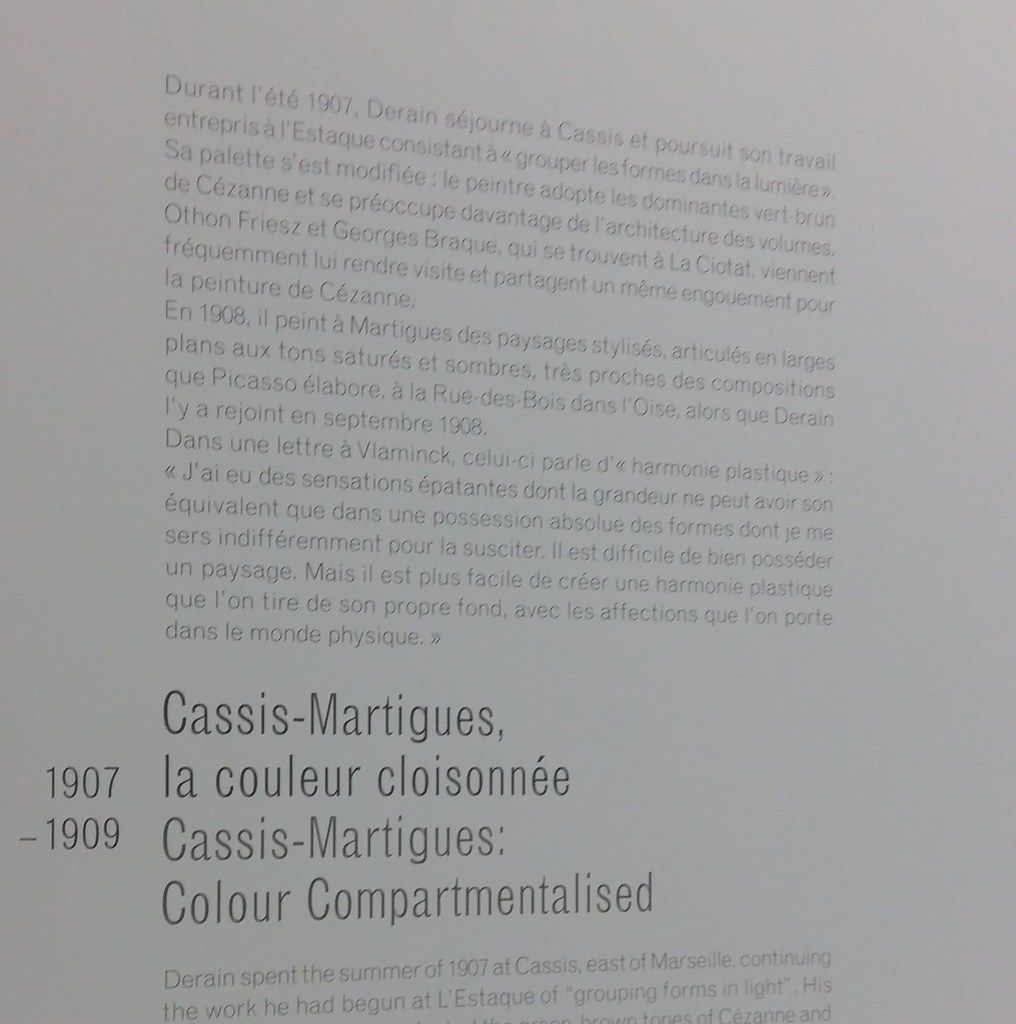 Durant l'été 1907, Derain séjourne à Cassis et poursuit son travail
entrepris à l'Estaque consistant à « grouper les formes dans la lumière ».
Sa palette s'est modifiée : le peintre adopte les dominantes vert-brun
de Cézanne et se préoccupe davantage de l'architecture des volumes.
Othon Friesz et Georges Braque, qui se trouvent à La Ciotat, viennent
fréquemment lui rendre visite et partagent un même engouement pour
la peinture de Cézanne.
En 1908, il peint à Martigues des paysages stylisés, articulés en larges
plans aux tons saturés et sombres, très proches des compositions
que Picasso élabore, à la Rue-des-Bois dans l'Oise, alors que Derain
l'y a rejoint en septembre 1908.
Dans une lettre à Vlaminck, celui-ci parle d'« harmonie plastique » :
« J'ai eu des sensations épatantes dont la grandeur ne peut avoir son
équivalent que dans une possession absolue des formes dont je me
sers indifféremment pour la susciter. Il est difficile de bien posséder
un paysage. Mais il est plus facile de créer une harmonie plastique
que l'on tire de son propre fond, avec les affections que l'on porte
dans le monde physique. »
1907
– 1909
Cassis-Martigues,
la couleur cloisonnée
Cassis-Martigues:
Colour Compartmentalised
Derain spent the summer of 1907 at Cassis, east of Marseille, continuing
the work he had begun at L'Estaque of "grouping forms in light". His
the green-brown tones of Cézanne and